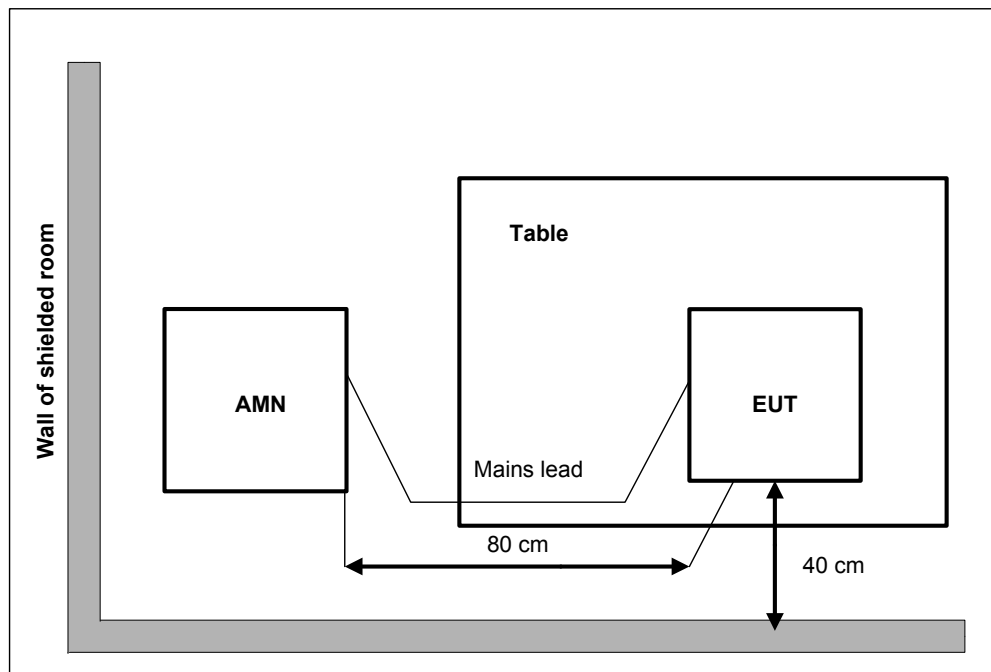 Wall of shielded room
Table
AMN
EUT
Mains lead
80 cm
40 cm